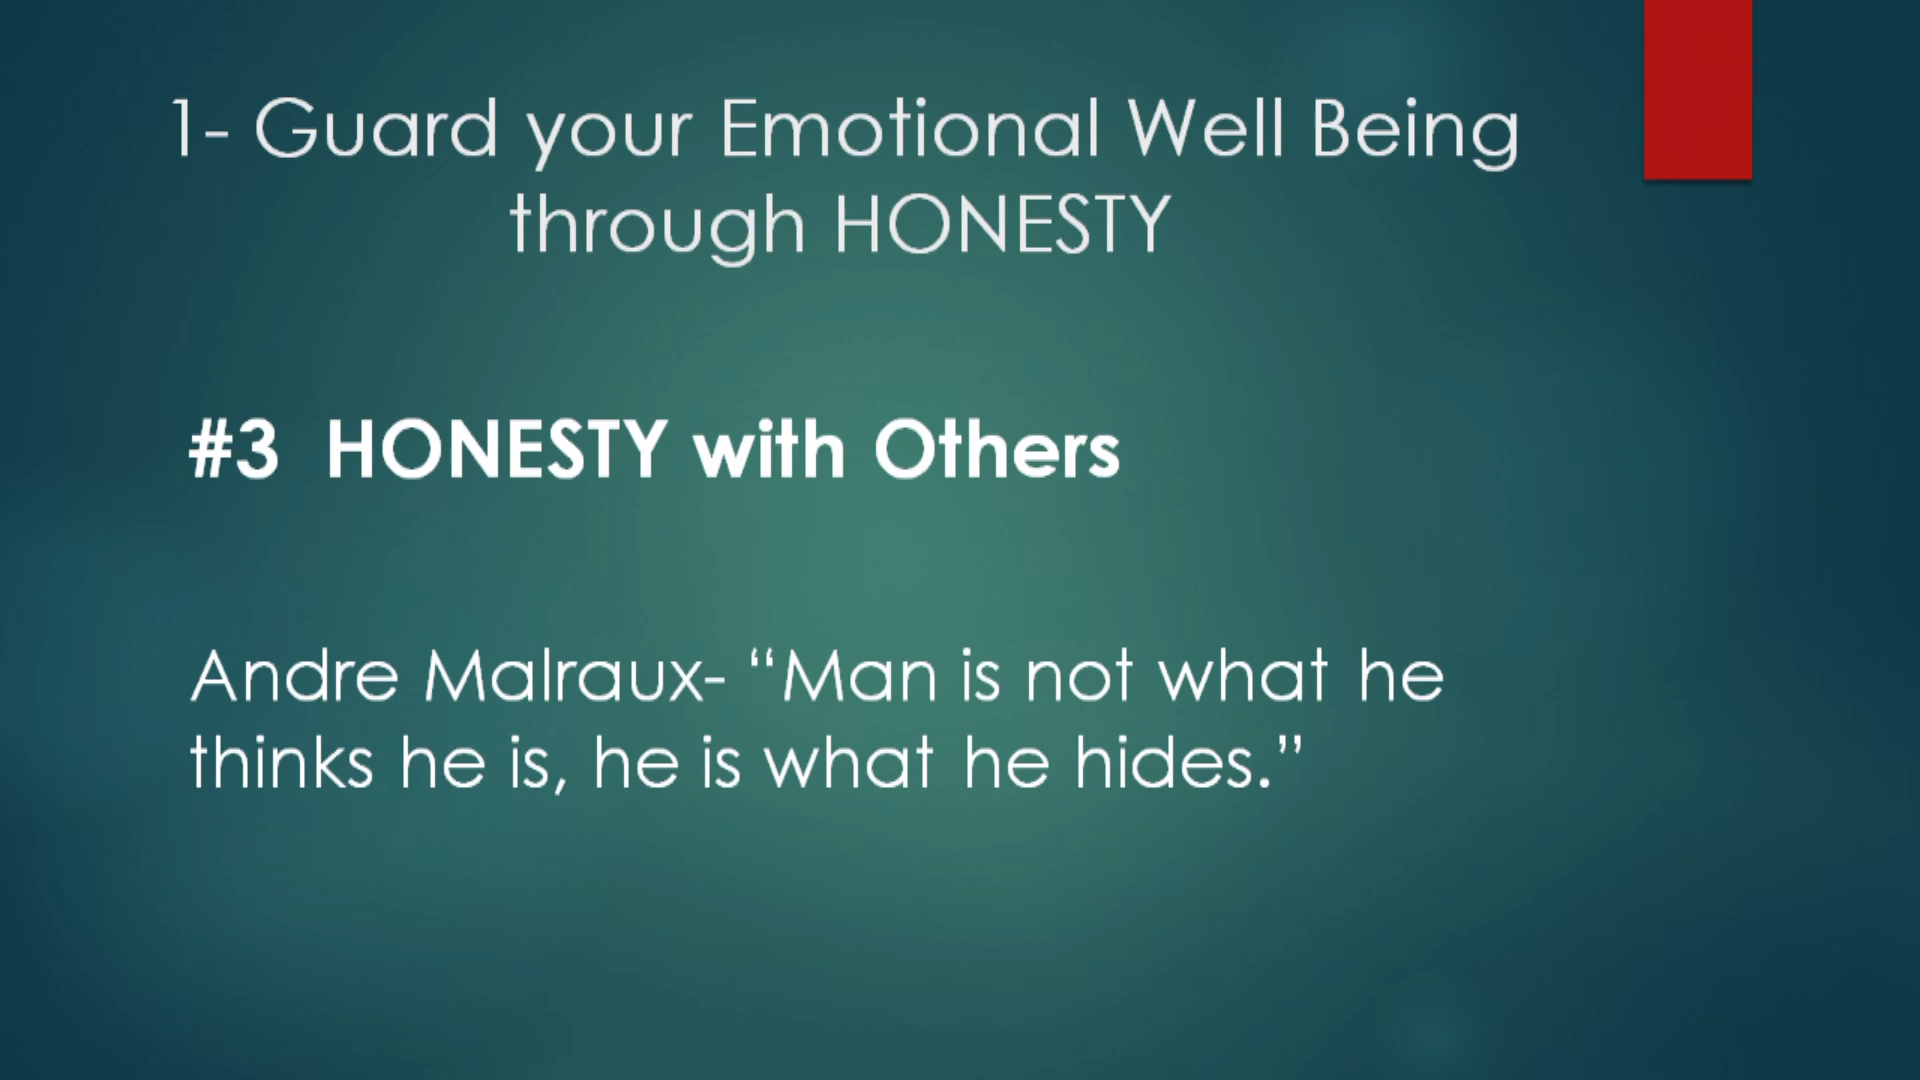 1- Guard your Emotional Well Being
through HONESTY
#3  HONESTY with Others
Andre Malraux- “Man is not what he
thinks he is, he is what he hides.”